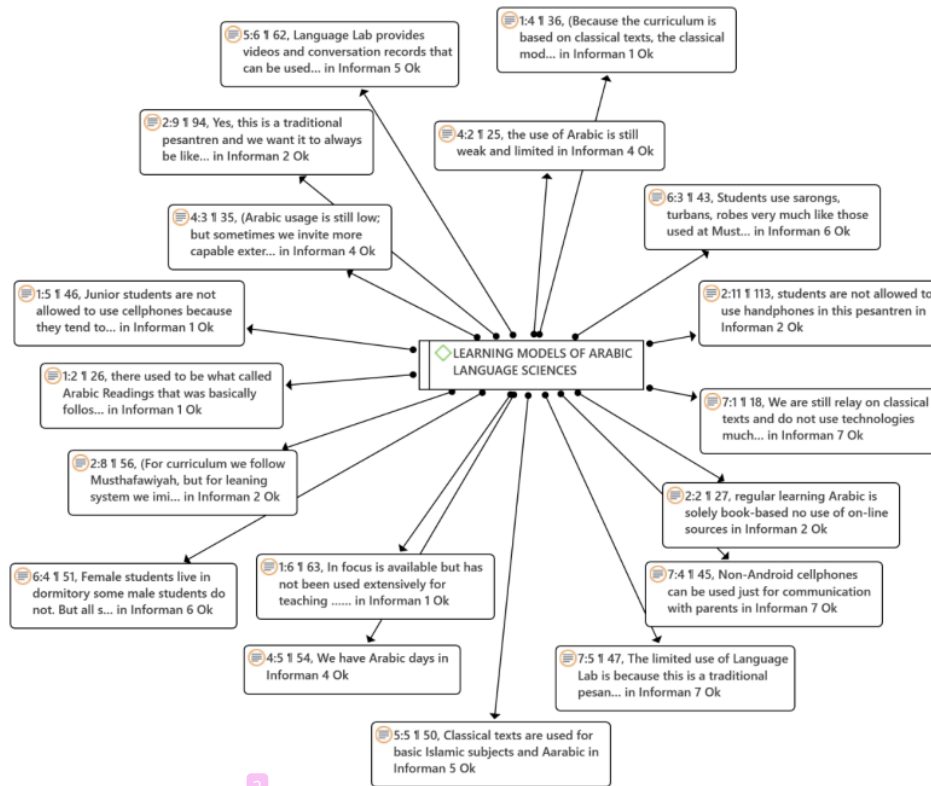 5:6 ¶ 62, Language Lab provides
videos and conversation records that
can be used... in Informan 5 Ok
1:4 ¶ 36, (Because the curriculum is
based on classical texts, the classical
mod... in Informan 1 Ok
2:9 ¶ 94, Yes, this is a traditional
pesantren and we want it to always
be like... in Informan 2 Ok
4:2 ¶ 25, the use of Arabic is still
weak and limited in Informan 4 Ok
4:3 ¶ 35, (Arabic usage is still low;
but sometimes we invite more
capable exter... in Informan 4 Ok
6:3 ¶ 43, Students use sarongs,
turbans, robes very much like those
used at Must... in Informan 6 Ok
1:5 ¶ 46, Junior students are not
allowed to use cellphones because
they tend to... in Informan 1 Ok
2:11 ¶ 113, students are not allowed to
use handphones in this pesantren in
Informan 2 Ok
LEARNING MODELS OF ARABIC
LANGUAGE SCIENCES
1:2 ¶ 26, there used to be what called
Arabic Readings that was basically
follos... in Informan 1 Ok
7:1 ¶ 18, We are still relay on classical
texts and do not use technologies
much... in Informan 7 Ok
2:8 ¶ 56, (For curriculum we follow
Musthafawiyah, but for leaning
system we imi... in Informan 2 Ok
2:2 ¶ 27, regular learning Arabic is
solely book-based no use of on-line
sources in Informan 2 Ok
6:4 ¶ 51, Female students live in
dormitory some male students do
not. But all s... in Informan 6 Ok
1:6 ¶ 63, In focus is available but has
not been used extensively for
teaching ...... in Informan 1 Ok
7:4 ¶ 45, Non-Android cellphones
can be used just for communication
with parents in Informan 7 Ok
4:5 ¶ 54, We have Arabic days in
Informan 4 Ok
7:5 ¶ 47, The limited use of Language
Lab is because this is a traditional
pesan... in Informan 7 Ok
5:5 ¶ 50, Classical texts are used for
basic Islamic subjects and Aarabic in
Informan 5 Ok